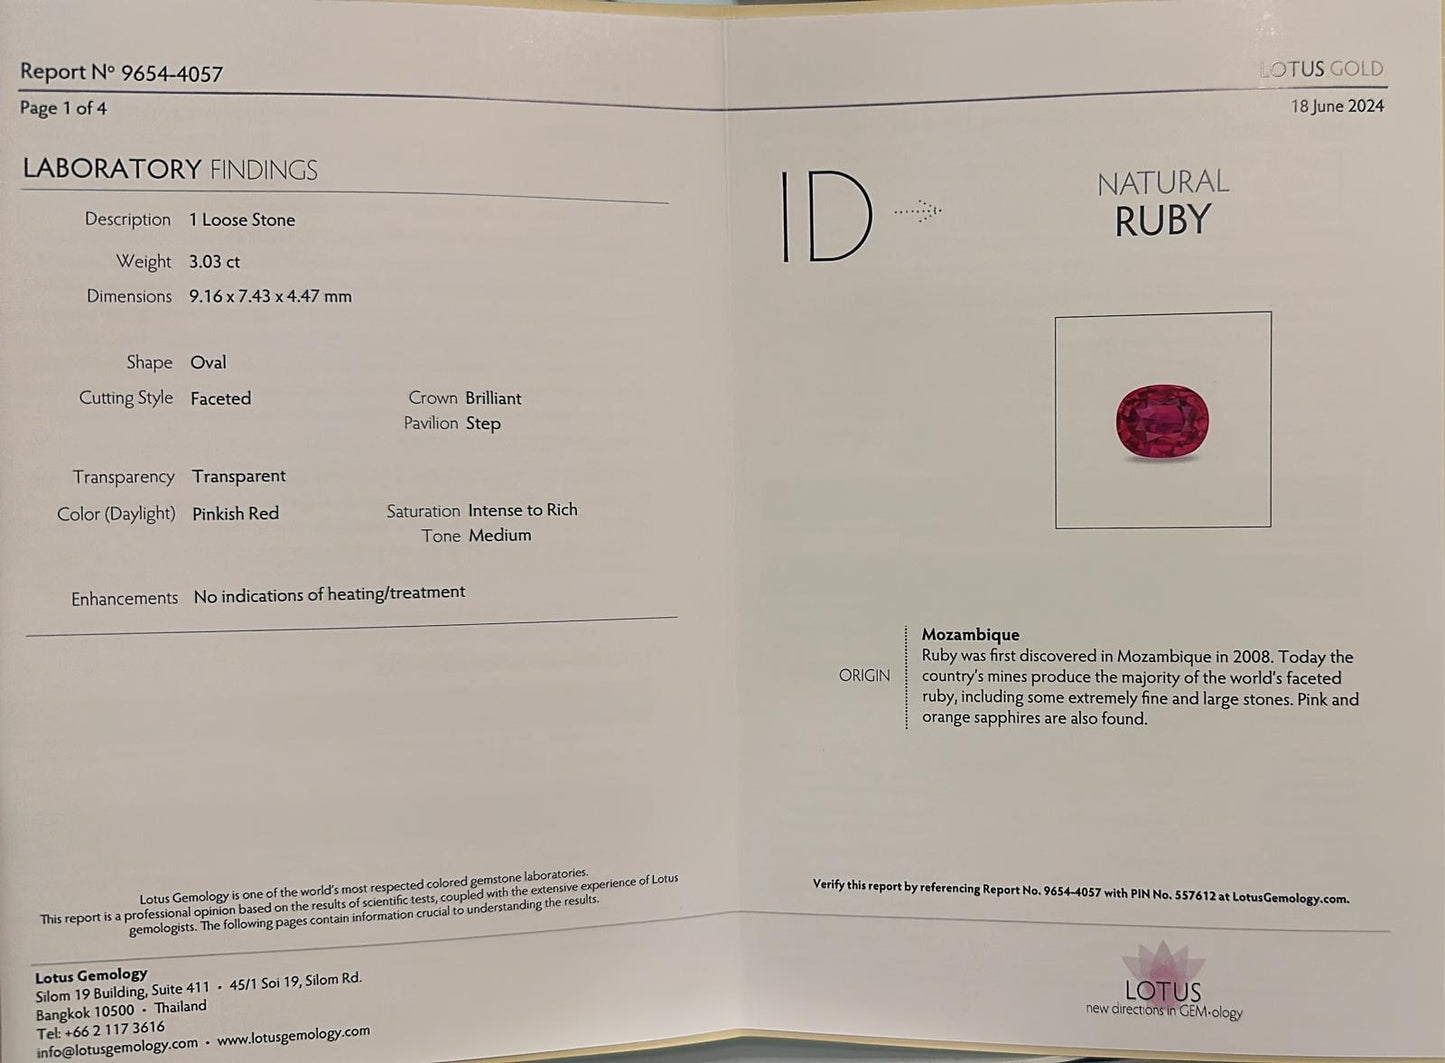 Report Nº 9654-4057
Page 1 of 4
LABORATORY FINDINGS
Description 1 Loose Stone
Weight 3.03 ct
Dimensions 9.16 x 7.43 x 4.47 mm
Shape Oval
Cutting Style Faceted
Crown Brilliant
Pavilion Step
Transparency Transparent
Color (Daylight) Pinkish Red
Saturation Intense to Rich
Tone Medium
Enhancements No indications of heating/treatment
Lotus Gemology is one of the world's most respected colored gemstone laboratories.
This report is a professional opinion based on the results of scientific tests, coupled with the extensive experience of Lotus
gemologists. The following pages contain information crucial to understanding the results.
Lotus Gemology
Silom 19 Building, Suite 411 • 45/1 Soi 19, Silom Rd.
Bangkok 10500 • Thailand
Tel: +66 2 117 3616
info@lotusgemology.com • www.lotusgemology.com
LOTUS GOLD
18 June 2024
ID
NATURAL
RUBY
ORIGIN
Mozambique
Ruby was first discovered in Mozambique in 2008. Today the
country's mines produce the majority of the world's faceted
ruby, including some extremely fine and large stones. Pink and
orange sapphires are also found.
Verify this report by referencing Report No. 9654-4057 with PIN No. 557612 at LotusGemology.com.
LOTUS
new directions in GEM•ology